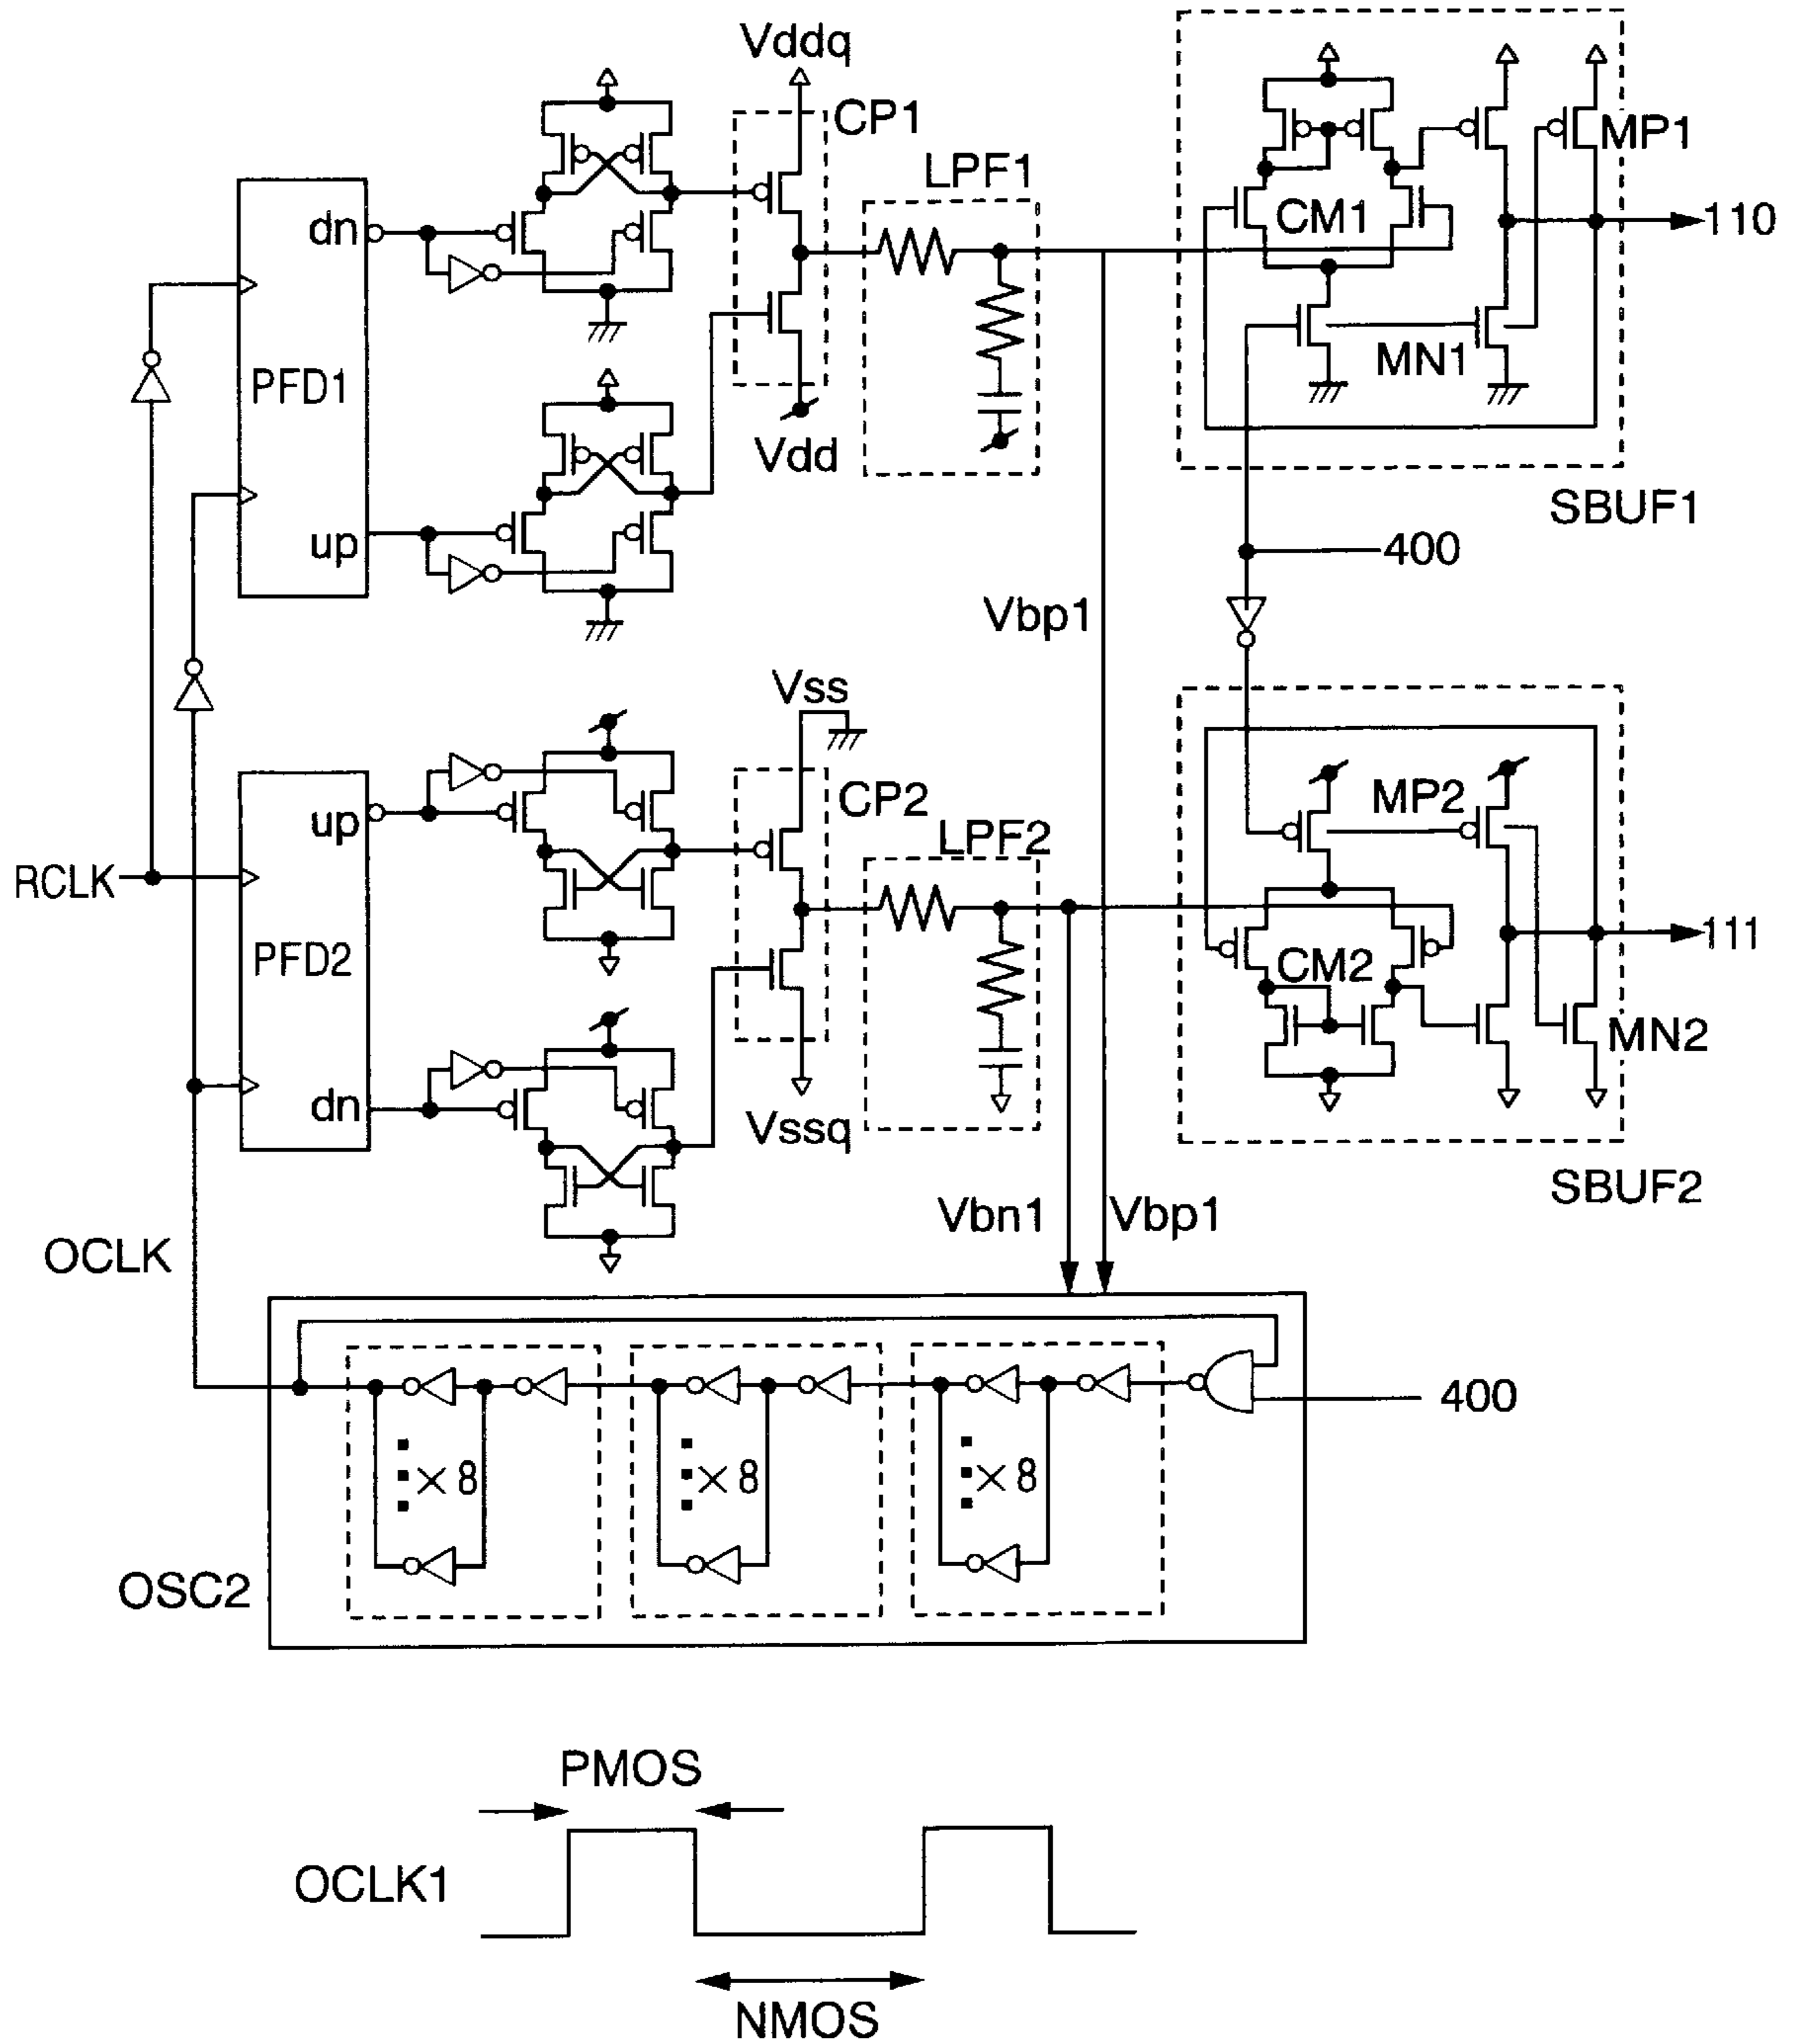 Vddq
CP1
MP1
LPF1
dn
CM1
110
PFD1
MN1
Vdd
up
SBUF1
400
Vbp1
Vss
CP2
MP2
up
LPF2
RCLK
111
PFD2
CM2
MN2
dn
Vssq
SBUF2
Vbn1
Vbp1
OCLK
400
× 8
× 8
× 8
OSC2
PMOS
OCLK1
NMOS